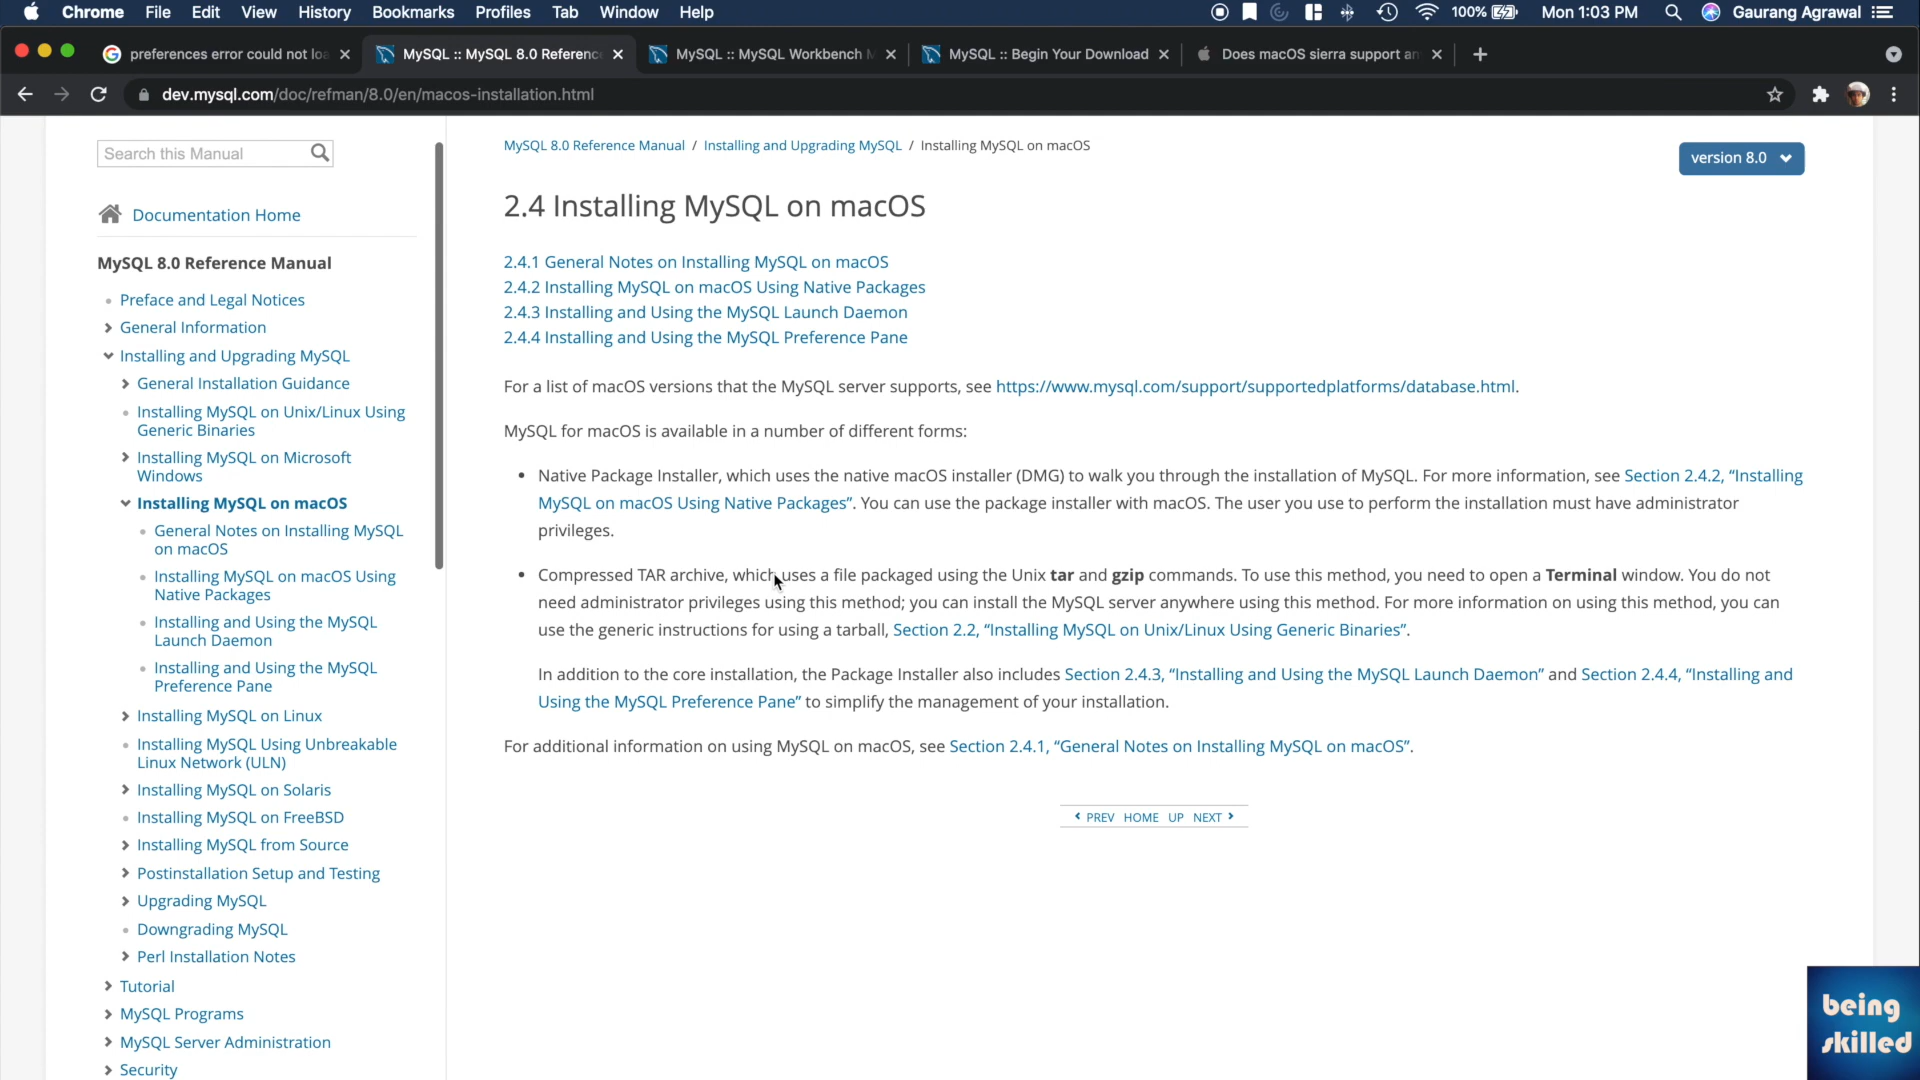 Chrome File Edit View History Bookmarks Profiles Tab Window Help 100% Mon 1:03 PM Gaurang Agrawal
preferences error could not loa
MySQL :: MySQL 8.0 Reference
MySQL :: MySQL Workbench M
MySQL :: Begin Your Download
Does macOS sierra support an
dev.mysql.com/doc/refman/8.0/en/macos-installation.html
Search this Manual
Documentation Home
MySQL 8.0 Reference Manual
Preface and Legal Notices
General Information
Installing and Upgrading MySQL
General Installation Guidance
Installing MySQL on Unix/Linux Using
Generic Binaries
Installing MySQL on Microsoft
Windows
Installing MySQL on macOS
General Notes on Installing MySQL
on macOS
Installing MySQL on macOS Using
Native Packages
Installing and Using the MySQL
Launch Daemon
Installing and Using the MySQL
Preference Pane
Installing MySQL on Linux
Installing MySQL Using Unbreakable
Linux Network (ULN)
Installing MySQL on Solaris
Installing MySQL on FreeBSD
Installing MySQL from Source
Postinstallation Setup and Testing
Upgrading MySQL
Downgrading MySQL
Perl Installation Notes
Tutorial
MySQL Programs
MySQL Server Administration
Security
MySQL 8.0 Reference Manual / Installing and Upgrading MySQL / Installing MySQL on macOS
version 8.0
2.4 Installing MySQL on macOS
2.4.1 General Notes on Installing MySQL on macOS
2.4.2 Installing MySQL on macOS Using Native Packages
2.4.3 Installing and Using the MySQL Launch Daemon
2.4.4 Installing and Using the MySQL Preference Pane
For a list of macOS versions that the MySQL server supports, see https://www.mysql.com/support/supportedplatforms/database.html.
MySQL for macOS is available in a number of different forms:
• Native Package Installer, which uses the native macOS installer (DMG) to walk you through the installation of MySQL. For more information, see Section 2.4.2, “Installing
MySQL on macOS Using Native Packages”. You can use the package installer with macOS. The user you use to perform the installation must have administrator
privileges.
• Compressed TAR archive, which uses a file packaged using the Unix tar and gzip commands. To use this method, you need to open a Terminal window. You do not
need administrator privileges using this method; you can install the MySQL server anywhere using this method. For more information on using this method, you can
use the generic instructions for using a tarball, Section 2.2, “Installing MySQL on Unix/Linux Using Generic Binaries”.
In addition to the core installation, the Package Installer also includes Section 2.4.3, “Installing and Using the MySQL Launch Daemon” and Section 2.4.4, “Installing and
Using the MySQL Preference Pane” to simplify the management of your installation.
For additional information on using MySQL on macOS, see Section 2.4.1, “General Notes on Installing MySQL on macOS”.
PREV HOME UP NEXT
being
skilled